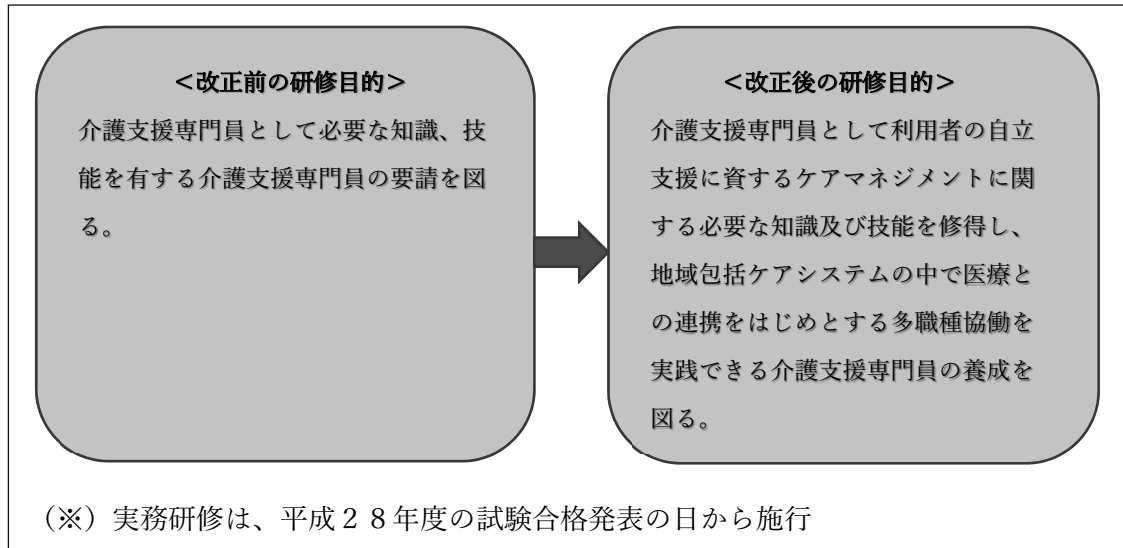 ＜改正前の研修目的＞
介護支援専門員として必要な知識、技
能を有する介護支援専門員の要請を図
る。
＜改正後の研修目的＞
介護支援専門員として利用者の自立
支援に資するケアマネジメントに関
する必要な知識及び技能を修得し、
地域包括ケアシステムの中で医療と
の連携をはじめとする多職種協働を
実践できる介護支援専門員の養成を
図る。
（※）実務研修は、平成２８年度の試験合格発表の日から施行